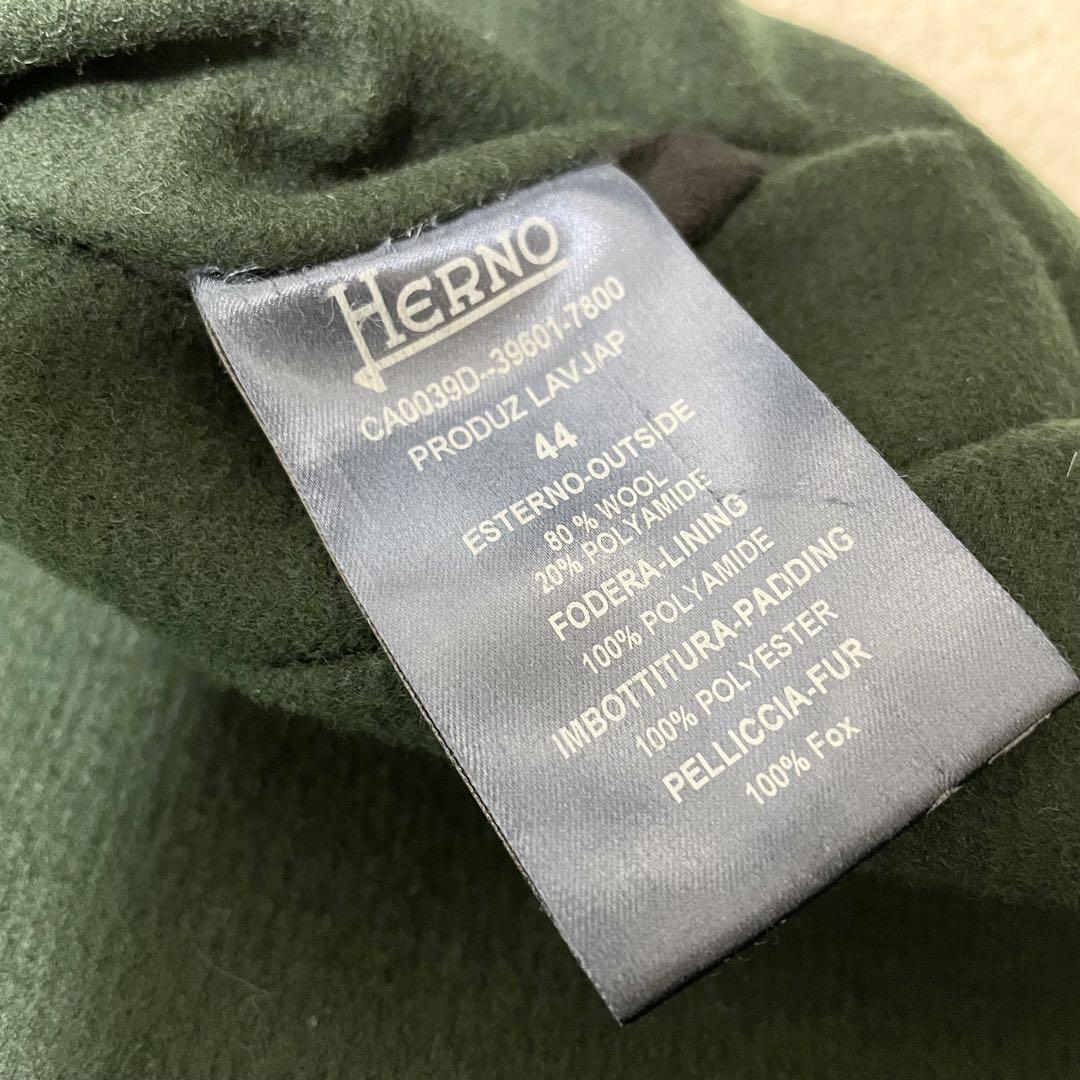 HERNO
CA0039D--39601-7800
PRODUZ LAVJAP
44
ESTERNO-OUTSIDE
80 % WOOL
20% POLYAMIDE
FODERA-LINING
100% POLYAMIDE
IMBOTTITURA-PADDING
100% POLYESTER
PELLICCIA-FUR
100% Fox